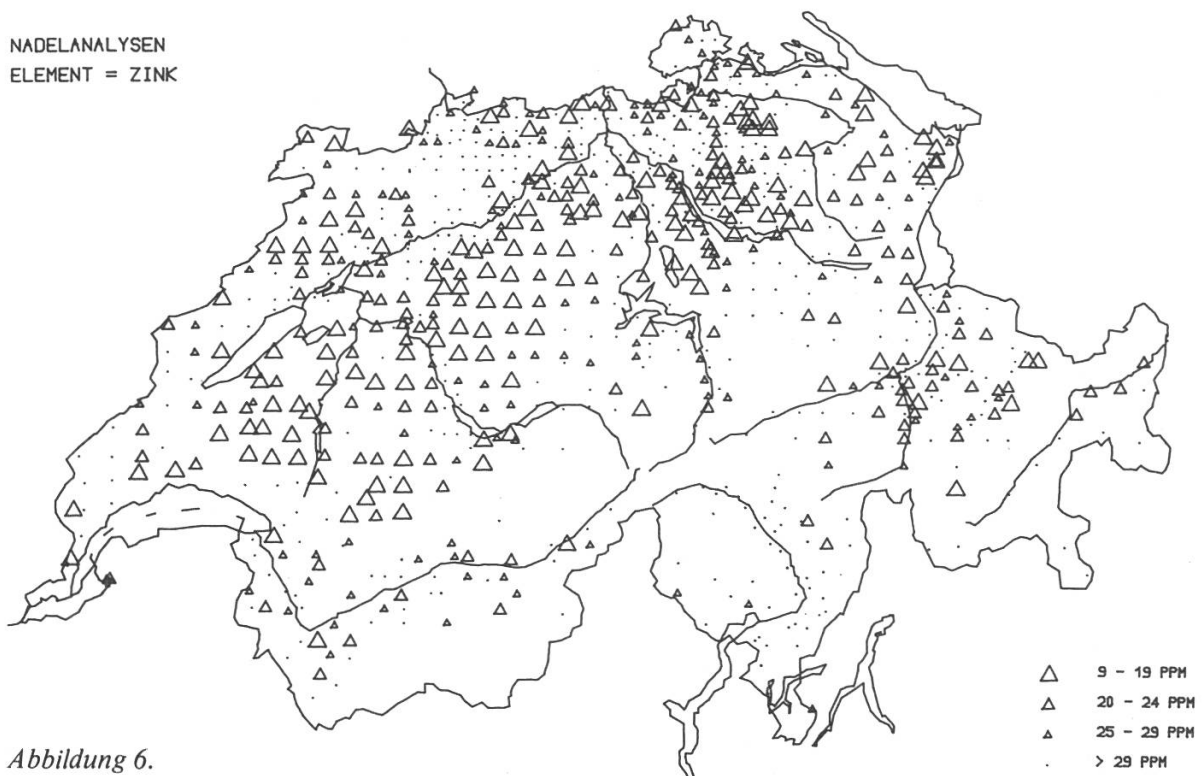 NADELANALYSEN
ELEMENT = ZINK
9 - 19 PPM
20 - 24 PPM
25 - 29 PPM
> 29 PPM
Abbildung 6.